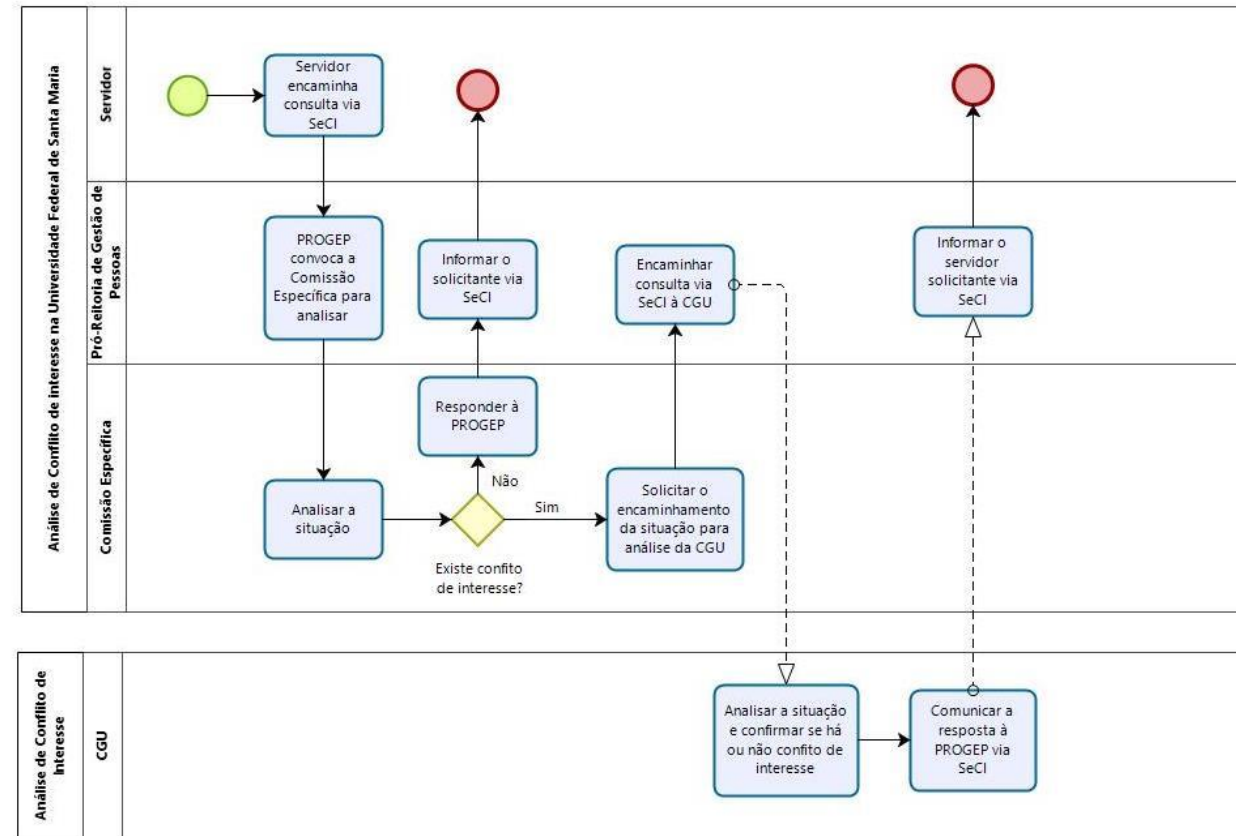 Análise de Conflito de interesse na Universidade Federal de Santa Maria
Servidor
Servidor
encaminha
consulta via
SeCI
Pró-Reitoria de Gestão de
Pessoas
PROGEP
convoca a
Comissão
Específica para
analisar
Informar o
solicitante via
SeCI
Encaminhar
consulta via
SeCI à CGU
Informar o
servidor
solicitante via
SeCI
Comissão Específica
Analisar a
situação
Responder à
PROGEP
Não
Sim
Existe confito
de interesse?
Solicitar o
encaminhamento
da situação para
análise da CGU
Análise de Conflito de
Interesse
CGU
Analisar a situação
e confirmar se há
ou não confito de
interesse
Comunicar a
resposta à
PROGEP via
SeCI